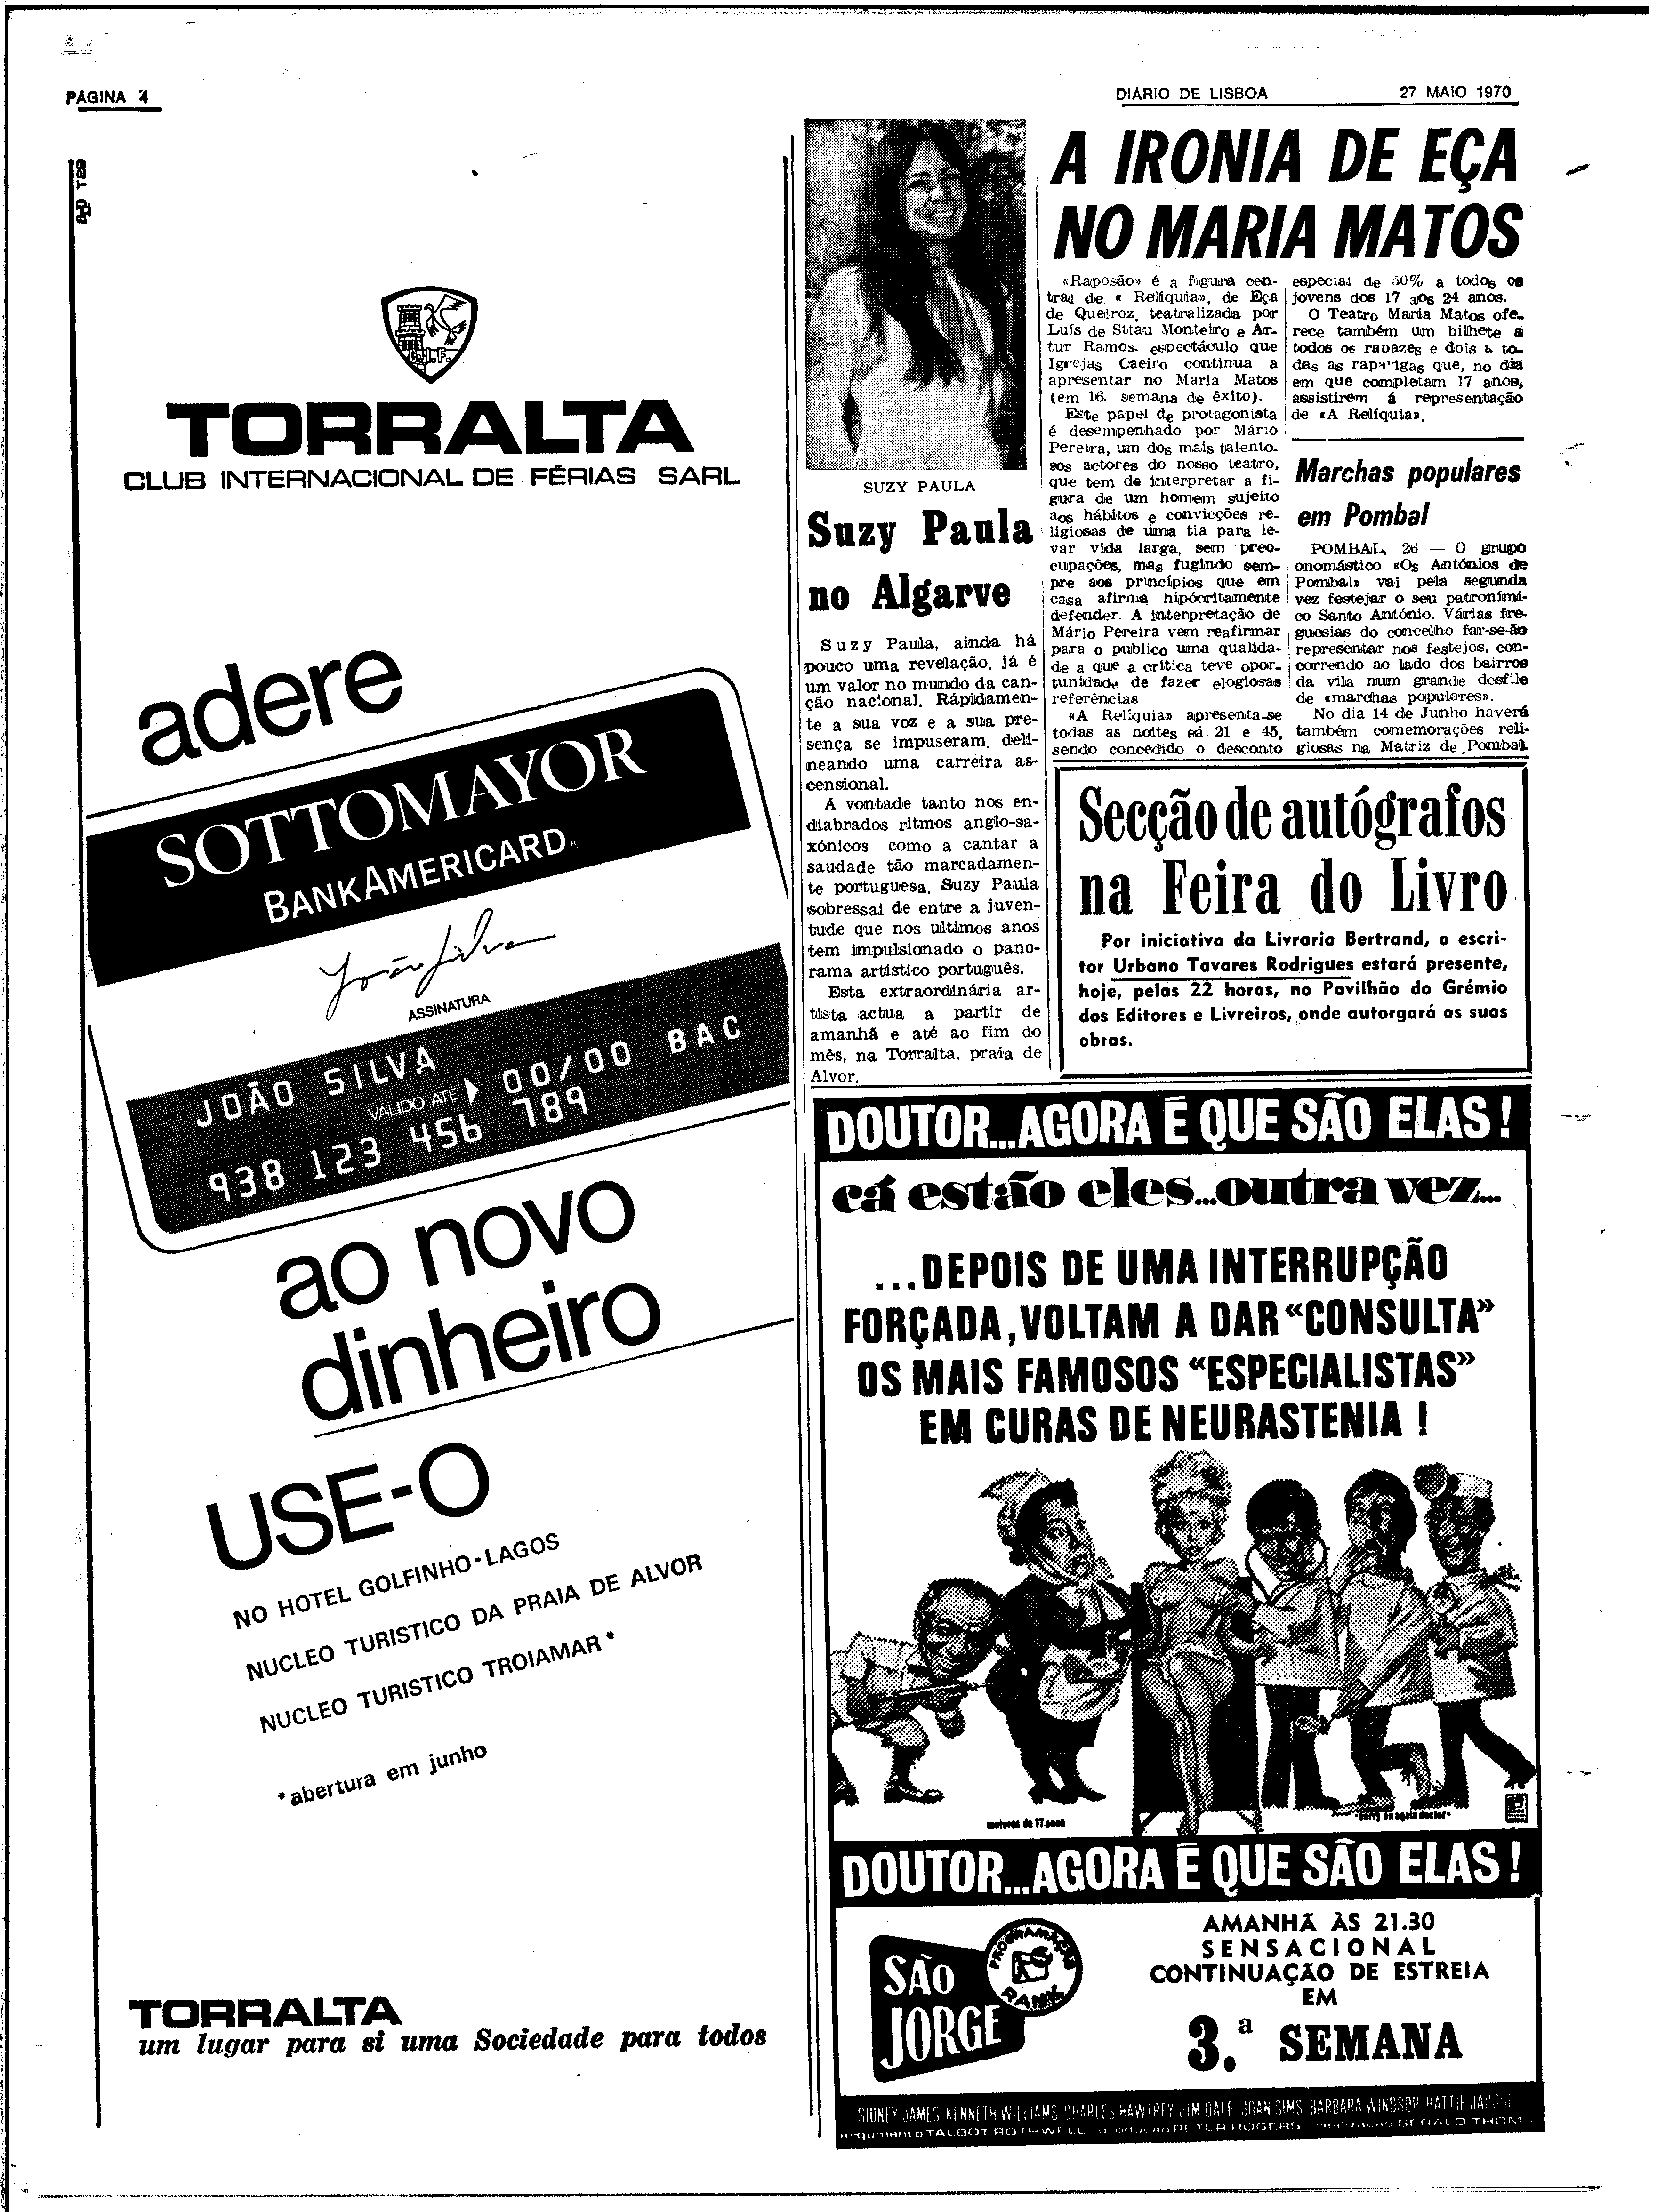 PÁGINA 4
DIÁRIO DE LISBOA
27 MAIO 1970
C.I.F.
TORRALTA
CLUB INTERNACIONAL DE FÉRIAS SARL
adere
SOTTOMAYOR
BANKAMERICARD
João Silva
ASSINATURA
JOÃO SILVA
VÁLIDO ATÉ 00/00 BAC
938 123 456 789
ao novo
dinheiro
USE-O
NO HOTEL GOLFINHO-LAGOS
NUCLEO TURISTICO DA PRAIA DE ALVOR
NUCLEO TURISTICO TROIAMAR*
*abertura em junho
TORRALTA
um lugar para si uma Sociedade para todos
SUZY PAULA
Suzy Paula
no Algarve
Suzy Paula, ainda há
pouco uma revelação, já é
um valor no mundo da can-
ção nacional. Rápidamen-
te a sua voz e a sua pre-
sença se impuseram, deli-
neando uma carreira as-
censional.
A vontade tanto nos en-
diabrados ritmos anglo-sa-
xónicos como a cantar a
saudade tão marcadamen-
te portuguesa, Suzy Paula
sobressai de entre a juven-
tude que nos ultimos anos
tem impulsionado o pano-
rama artístico português.
Esta extraordinária ar-
tista actua a partir de
amanhã e até ao fim do
mês, na Torralta, praia de
Alvor.
A IRONIA DE EÇA
NO MARIA MATOS
«Raposão» é a figura cen-
tral de « Relíquia», de Eça
de Queiroz, teatralizada por
Luís de Sttau Monteiro e Ar-
tur Ramos, espectáculo que
Igrejas Caeiro continua a
apresentar no Maria Matos
(em 16. semana de êxito).
Este papel de protagonista
é desempenhado por Mário
Pereira, um dos mais talento-
sos actores do nosso teatro,
que tem de interpretar a fi-
gura de um homem sujeito
aos hábitos e convicções re-
ligiosas de uma tia para le-
var vida larga, sem preo-
cupações, mas fugindo sem-
pre aos princípios que em
casa afirma hipócritamente
defender. A interpretação de
Mário Pereira vem reafirmar
para o publico uma qualida-
de a que a crítica teve opor-
tunidade de fazer elogiosas
referências
«A Relíquia» apresenta-se
todas as noites sá 21 e 45,
sendo concedido o desconto
especial de 50% a todos os
jovens dos 17 aos 24 anos.
O Teatro Maria Matos ofe-
rece também um bilhete a
todos os rapazes e dois a to-
das as raparigas que, no dia
em que completam 17 anos,
assistirem á representação
de «A Relíquia».
Marchas populares
em Pombal
POMBAL, 26 — O grupo
onomástico «Os Antónios de
Pombal» vai pela segunda
vez festejar o seu patroními-
co Santo António. Várias fre-
guesias do concelho far-se-ão
representar nos festejos, con-
correndo ao lado dos bairros
da vila num grande desfile
de «marchas populares».
No dia 14 de Junho haverá
também comemorações reli-
giosas na Matriz de Pombal.
Secção de autógrafos
na Feira do Livro
Por iniciativa da Livraria Bertrand, o escri-
tor Urbano Tavares Rodrigues estará presente,
hoje, pelas 22 horas, no Pavilhão do Grémio
dos Editores e Livreiros, onde autorgará as suas
obras.
DOUTOR...AGORA É QUE SÃO ELAS!
cá estão eles...outra vez...
...DEPOIS DE UMA INTERRUPÇÃO
FORÇADA, VOLTAM A DAR “CONSULTA”
OS MAIS FAMOSOS “ESPECIALISTAS”
EM CURAS DE NEURASTENIA !
maiores de 17 anos
"carry on again doctor"
DOUTOR...AGORA É QUE SÃO ELAS!
SÃO
JORGE
PROGRAMAÇÃO
RANK
AMANHÃ ÀS 21.30
SENSACIONAL
CONTINUAÇÃO DE ESTREIA
EM
3.ª SEMANA
SIDNEY JAMES KENNETH WILLIAMS CHARLES HAWTREY JIM DALE JOAN SIMS BARBARA WINDSOR HATTIE
argumento TALBOT ROTHWELL produção PETER ROGERS realização GERALD